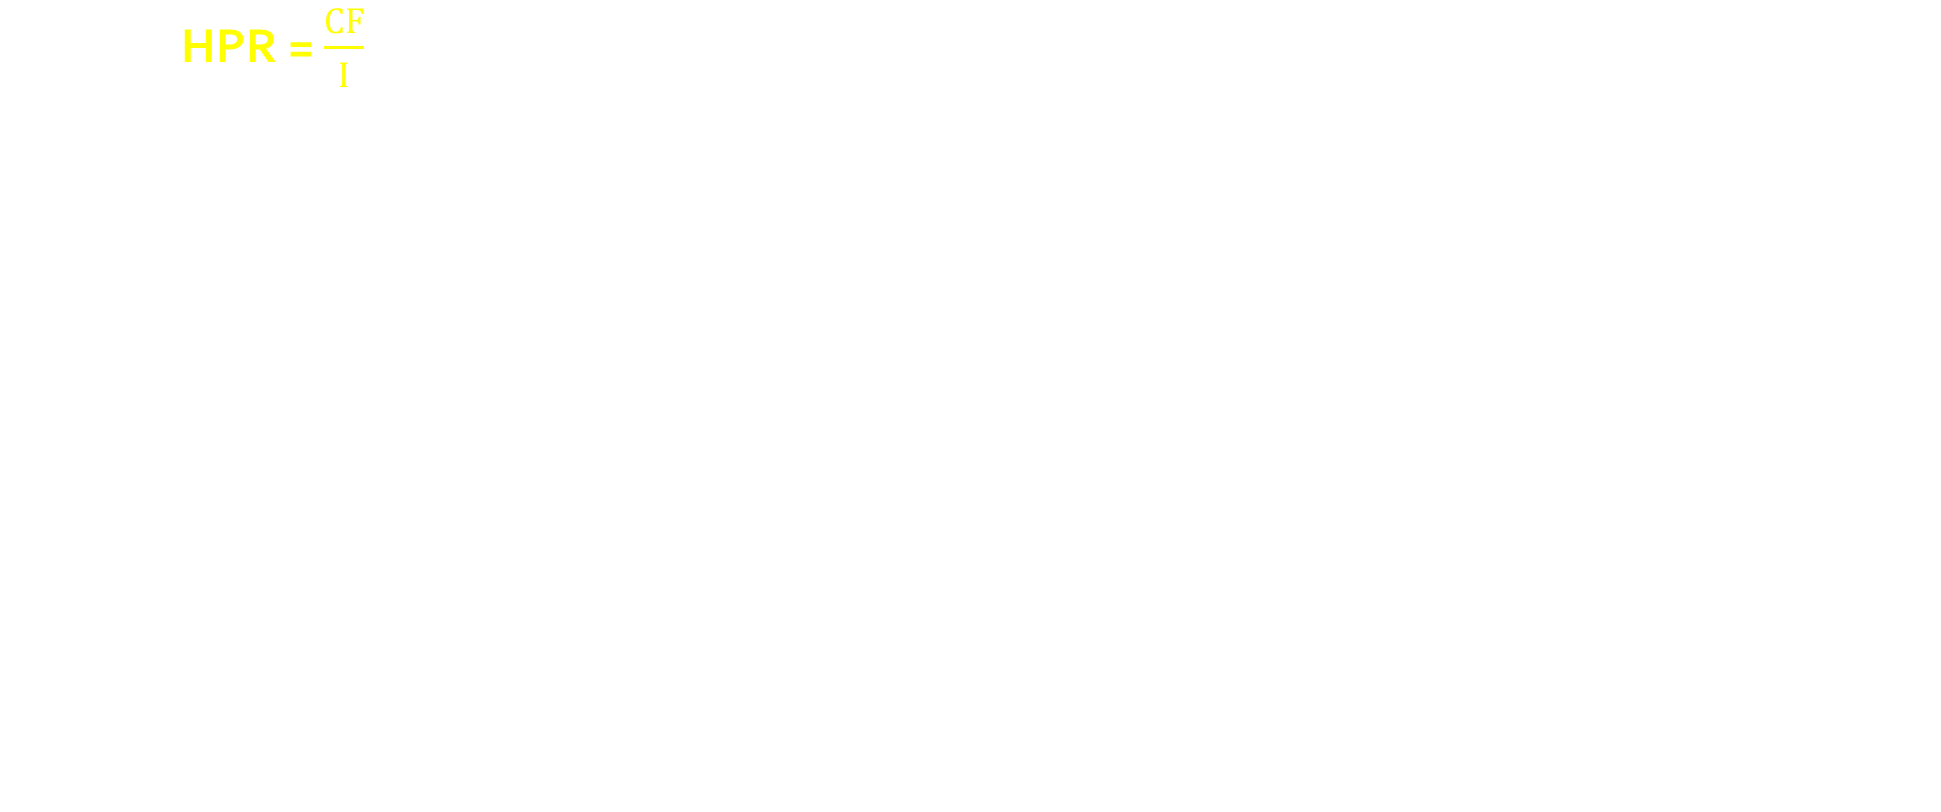 HPR = CF/I